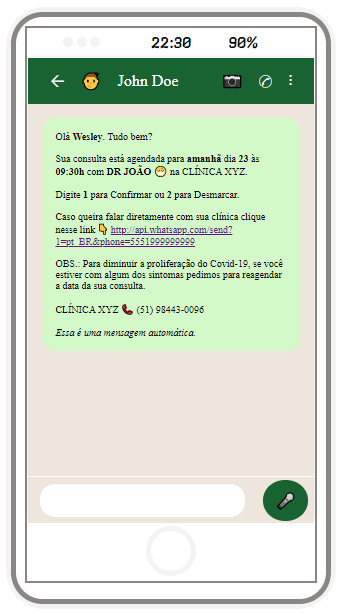 22:30 90%
John Doe
Olá Wesley. Tudo bem?
Sua consulta está agendada para amanhã dia 23 às
09:30h com DR JOÃO 😷 na CLÍNICA XYZ.
Digite 1 para Confirmar ou 2 para Desmarcar.
Caso queira falar diretamente com sua clínica clique
nesse link 👇 http://api.whatsapp.com/send?
1=pt_BR&phone=5551999999999
OBS.: Para diminuir a proliferação do Covid-19, se você
estiver com algum dos sintomas pedimos para reagendar
a data da sua consulta.
CLÍNICA XYZ 📞 (51) 98443-0096
Essa é uma mensagem automática.